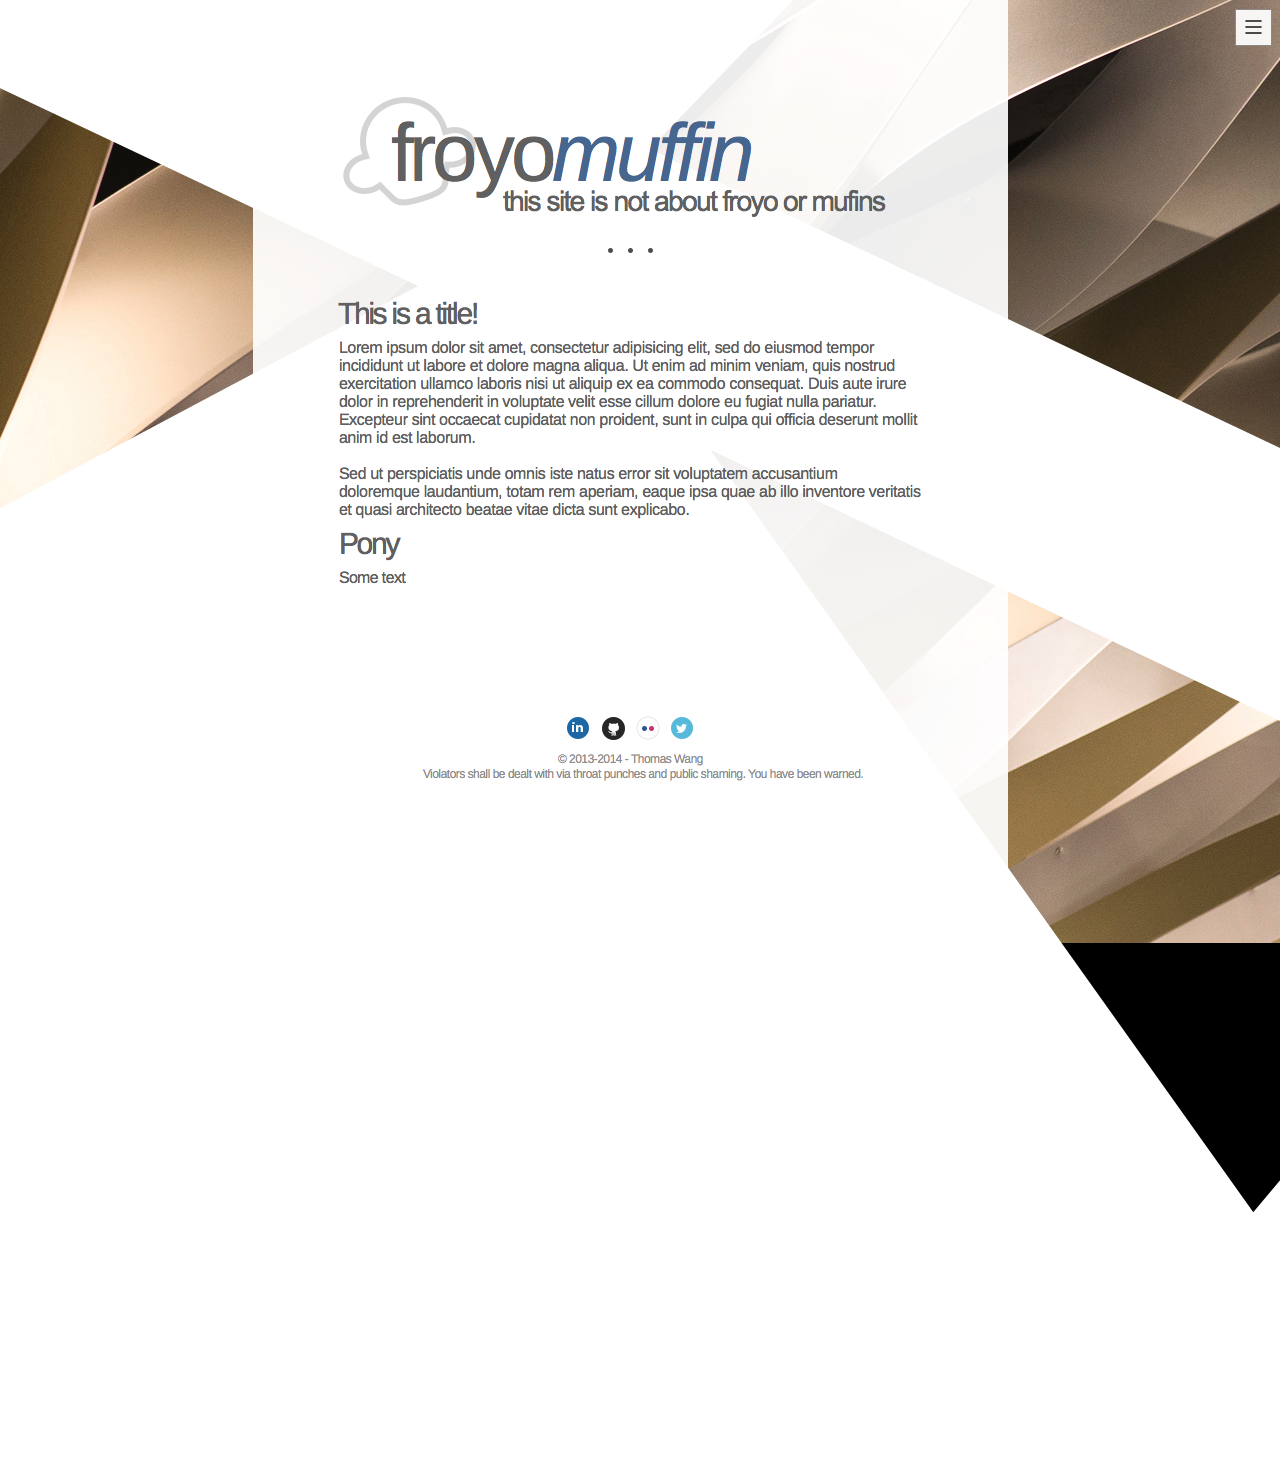 froyomuffin
this site is not about froyo or mufins
• • •
This is a title!
Lorem ipsum dolor sit amet, consectetur adipisicing elit, sed do eiusmod tempor
incididunt ut labore et dolore magna aliqua. Ut enim ad minim veniam, quis nostrud
exercitation ullamco laboris nisi ut aliquip ex ea commodo consequat. Duis aute irure
dolor in reprehenderit in voluptate velit esse cillum dolore eu fugiat nulla pariatur.
Excepteur sint occaecat cupidatat non proident, sunt in culpa qui officia deserunt mollit
anim id est laborum.
Sed ut perspiciatis unde omnis iste natus error sit voluptatem accusantium
doloremque laudantium, totam rem aperiam, eaque ipsa quae ab illo inventore veritatis
et quasi architecto beatae vitae dicta sunt explicabo.
Pony
Some text
in
© 2013-2014 - Thomas Wang
Violators shall be dealt with via throat punches and public shaming. You have been warned.